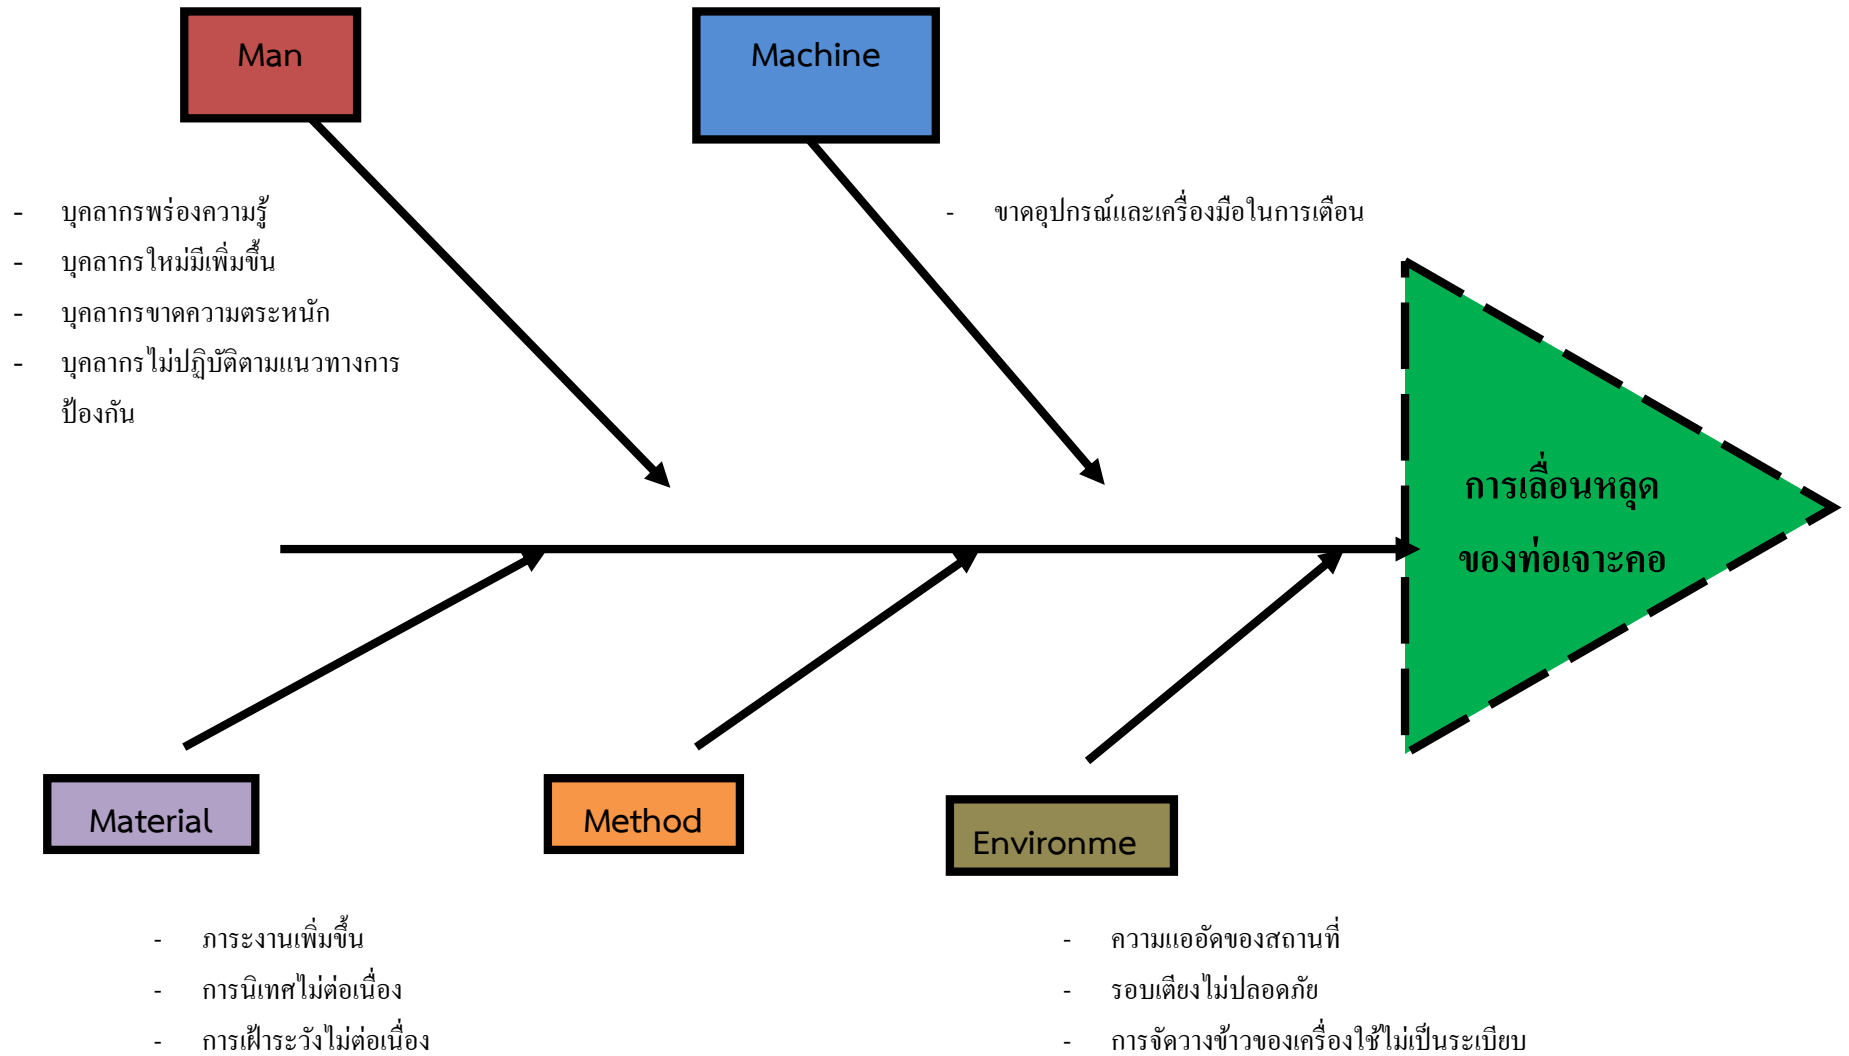 Man
Machine
- บุคลากรพร่องความรู้
- บุคลากรใหม่มีเพิ่มขึ้น
- บุคลากรขาดความตระหนัก
- บุคลากรไม่ปฏิบัติตามแนวทางการ
ป้องกัน
- ขาดอุปกรณ์และเครื่องมือในการเตือน
การเลื่อนหลุด
ของท่อเจาะคอ
Material
Method
Environme
- ภาระงานเพิ่มขึ้น
- การนิเทศไม่ต่อเนื่อง
- การเฝ้าระวังไม่ต่อเนื่อง
- ความแออัดของสถานที่
- รอบเตียงไม่ปลอดภัย
- การจัดวางข้าวของเครื่องใช้ไม่เป็นระเบียบ